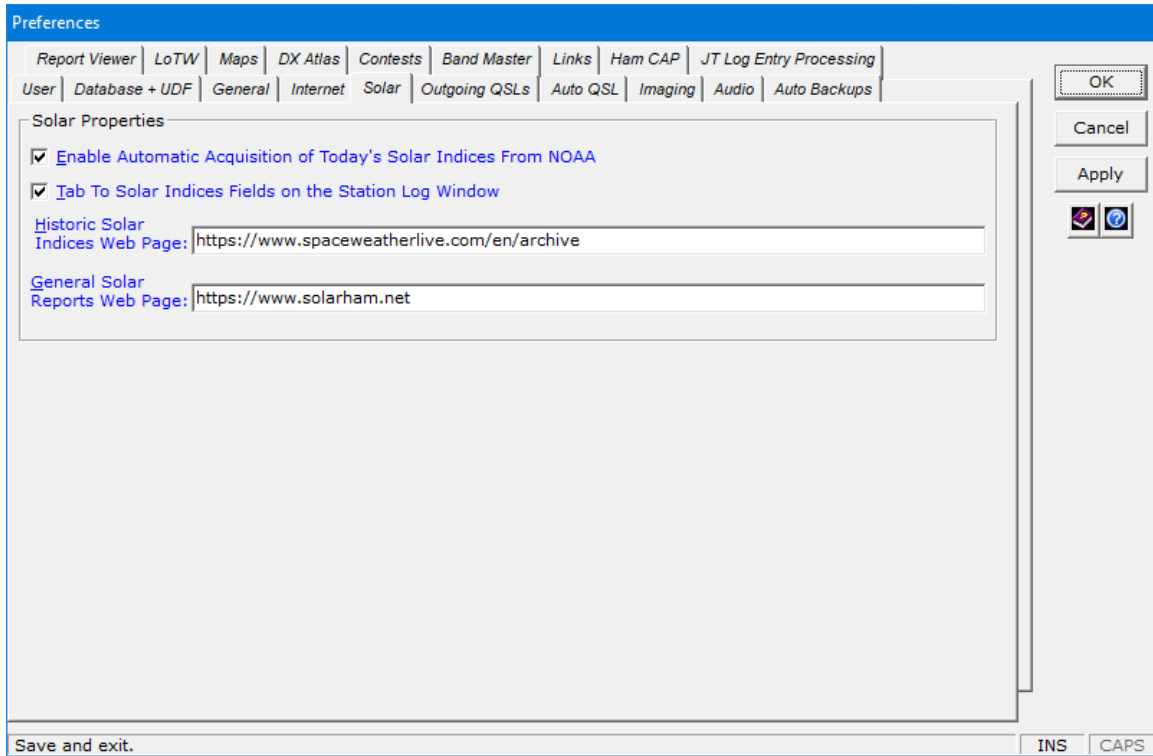 Preferences
Report Viewer LoTW Maps DX Atlas Contests Band Master Links Ham CAP JT Log Entry Processing
User Database + UDF General Internet Solar Outgoing QSLs Auto QSL Imaging Audio Auto Backups
OK
Cancel
Apply
Solar Properties
Enable Automatic Acquisition of Today's Solar Indices From NOAA
Tab To Solar Indices Fields on the Station Log Window
Historic Solar
Indices Web Page: https://www.spaceweatherlive.com/en/archive
General Solar
Reports Web Page: https://www.solarham.net
Save and exit. INS CAPS